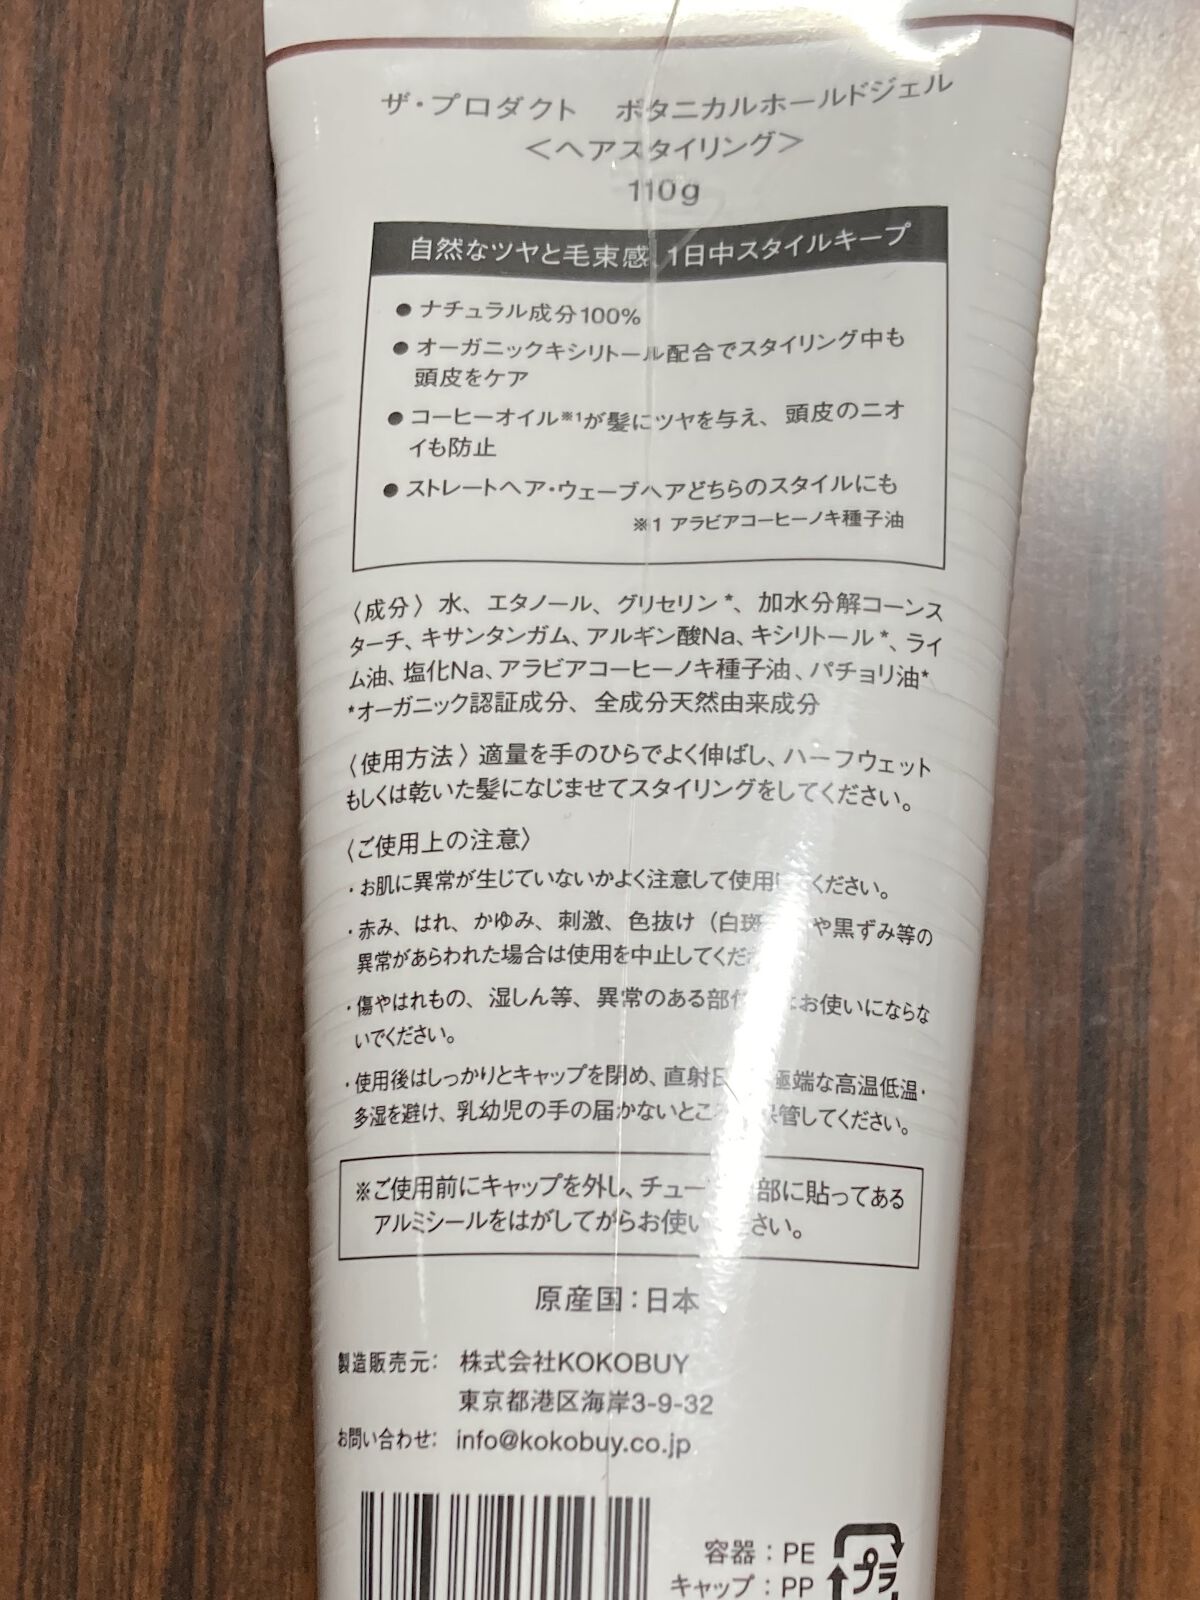 ザ・プロダクト ボタニカルホールドジェル
＜ヘアスタイリング＞
110g
自然なツヤと毛束感、1日中スタイルキープ
●ナチュラル成分100%
●オーガニックキシリトール配合でスタイリング中も
頭皮をケア
●コーヒーオイル※1が髪にツヤを与え、頭皮のニオ
イも防止
●ストレートヘア・ウェーブヘアどちらのスタイルにも
※1 アラビアコーヒーノキ種子油
〈成分〉水、エタノール、グリセリン*、加水分解コーンス
ターチ、キサンタンガム、アルギン酸Na、キシリトール*、ライ
ム油、塩化Na、アラビアコーヒーノキ種子油、パチョリ油*
*オーガニック認証成分、全成分天然由来成分
〈使用方法〉適量を手のひらでよく伸ばし、ハーフウェット
もしくは乾いた髪になじませてスタイリングをしてください。
〈ご使用上の注意〉
・お肌に異常が生じていないかよく注意して使用してください。
・赤み、はれ、かゆみ、刺激、色抜け（白斑 や黒ずみ等の
異常があらわれた場合は使用を中止してくださ
・傷やはれもの、湿しん等、異常のある部位 はお使いにならな
いでください。
・使用後はしっかりとキャップを閉め、直射日 極端な高温低温・
多湿を避け、乳幼児の手の届かないところ 保管してください。
※ご使用前にキャップを外し、チュー 部に貼ってある
アルミシールをはがしてからお使いください。
原産国：日本
製造販売元： 株式会社KOKOBUY
東京都港区海岸3-9-32
お問い合わせ： info@kokobuy.co.jp
容器：PE
キャップ：PP
プラ